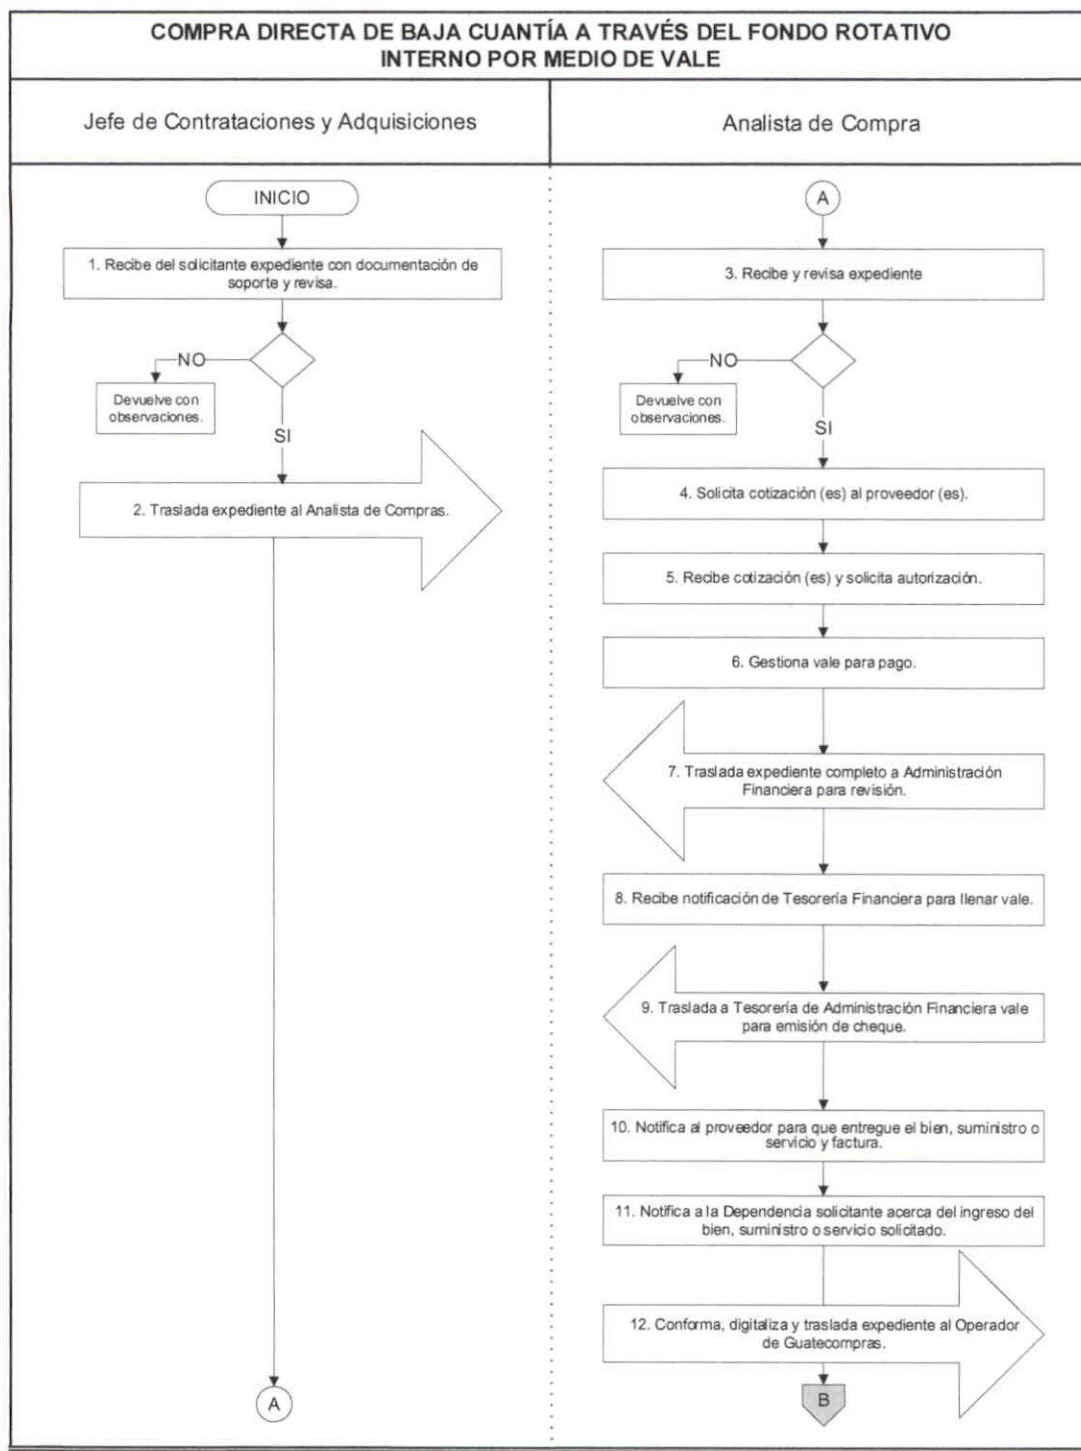 COMPRA DIRECTA DE BAJA CUANTÍA A TRAVÉS DEL FONDO ROTATIVO
INTERNO POR MEDIO DE VALE
Jefe de Contrataciones y Adquisiciones
INICIO
1. Recibe del solicitante expediente con documentación de
soporte y revisa.
NO
Devuelve con
observaciones.
SI
2. Traslada expediente al Analista de Compras.
A
Analista de Compra
A
3. Recibe y revisa expediente
NO
Devuelve con
observaciones.
SI
4. Solicita cotización (es) al proveedor (es).
5. Recibe cotización (es) y solicita autorización.
6. Gestiona vale para pago.
7. Traslada expediente completo a Administración
Financiera para revisión.
8. Recibe notificación de Tesorería Financiera para llenar vale.
9. Traslada a Tesorería de Administración Financiera vale
para emisión de cheque.
10. Notifica al proveedor para que entregue el bien, suministro o
servicio y factura.
11. Notifica a la Dependencia solicitante acerca del ingreso del
bien, suministro o servicio solicitado.
12. Conforma, digitaliza y traslada expediente al Operador
de Guatecompras.
B